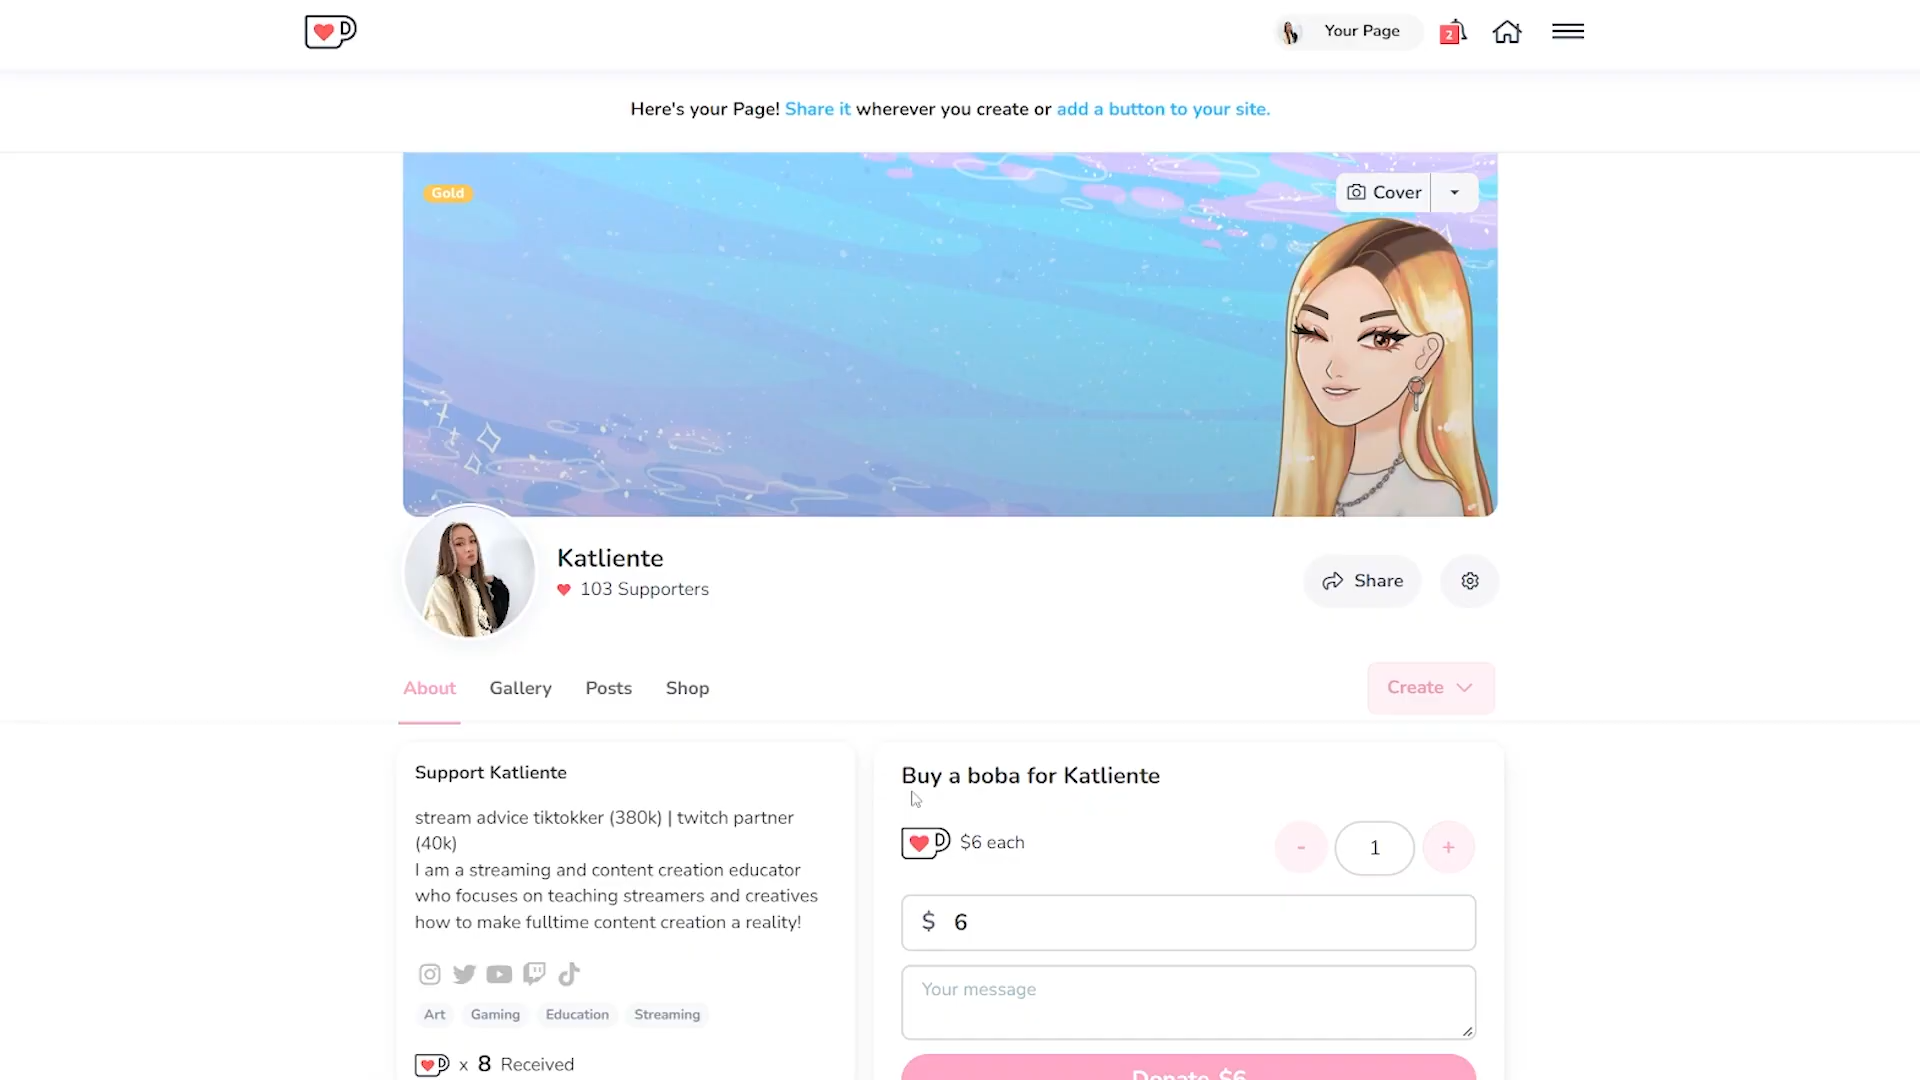 D
Your Page
2
Here's your Page! Share it wherever you create or add a button to your site.
Gold
Cover
Katliente
103 Supporters
Share
About
Gallery
Posts
Shop
Create
Support Katliente
stream advice tiktokker (380k) | twitch partner
(40k)
I am a streaming and content creation educator
who focuses on teaching streamers and creatives
how to make fulltime content creation a reality!
Art
Gaming
Education
Streaming
x 8 Received
Buy a boba for Katliente
$6 each
-
1
+
$ 6
Your message
Donate $6